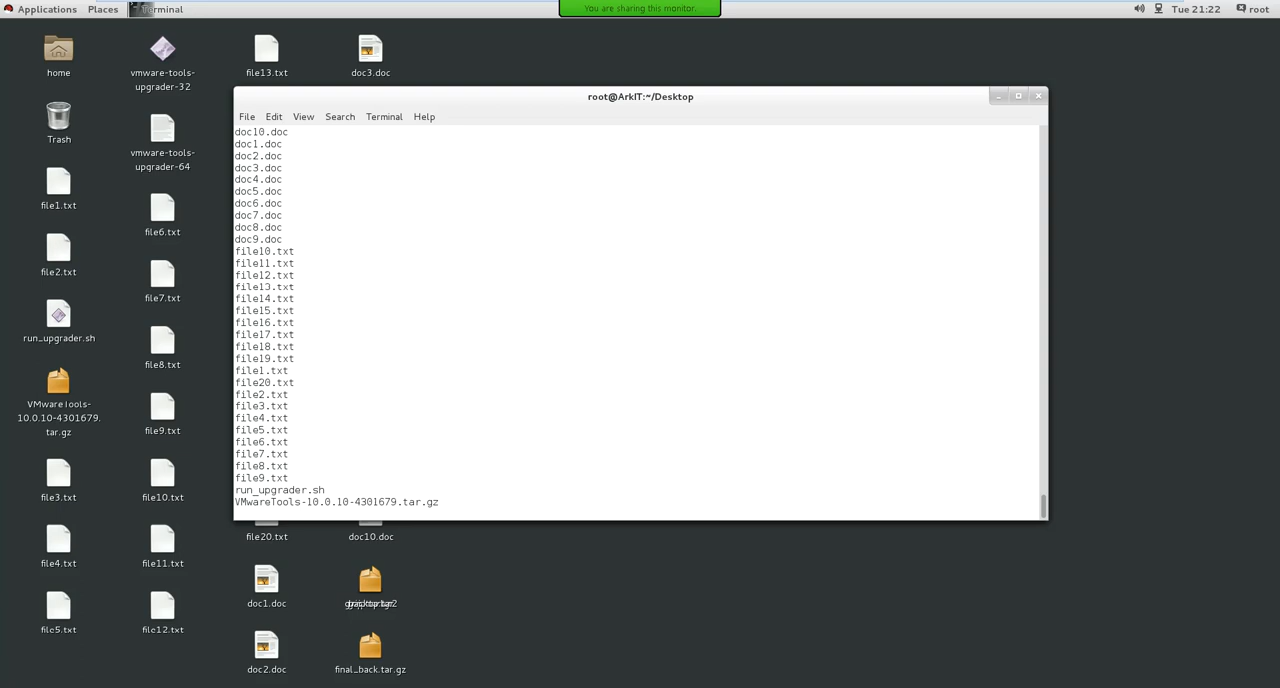 Applications Places Terminal
You are sharing this monitor.
Tue 21:22 root
home
vmware-tools-
upgrader-32
file13.txt
doc3.doc
Trash
vmware-tools-
upgrader-64
file1.txt
file6.txt
file2.txt
file7.txt
run_upgrader.sh
file8.txt
VMwareTools-
10.0.10-4301679.
tar.gz
file9.txt
file3.txt
file10.txt
file4.txt
file11.txt
file5.txt
file12.txt
root@ArkIT:~/Desktop
File Edit View Search Terminal Help
doc10.doc
doc1.doc
doc2.doc
doc3.doc
doc4.doc
doc5.doc
doc6.doc
doc7.doc
doc8.doc
doc9.doc
file10.txt
file11.txt
file12.txt
file13.txt
file14.txt
file15.txt
file16.txt
file17.txt
file18.txt
file19.txt
file1.txt
file20.txt
file2.txt
file3.txt
file4.txt
file5.txt
file6.txt
file7.txt
file8.txt
file9.txt
run_upgrader.sh
VMwareTools-10.0.10-4301679.tar.gz
file20.txt
doc10.doc
doc1.doc
doc2.doc
final_back.tar.gz